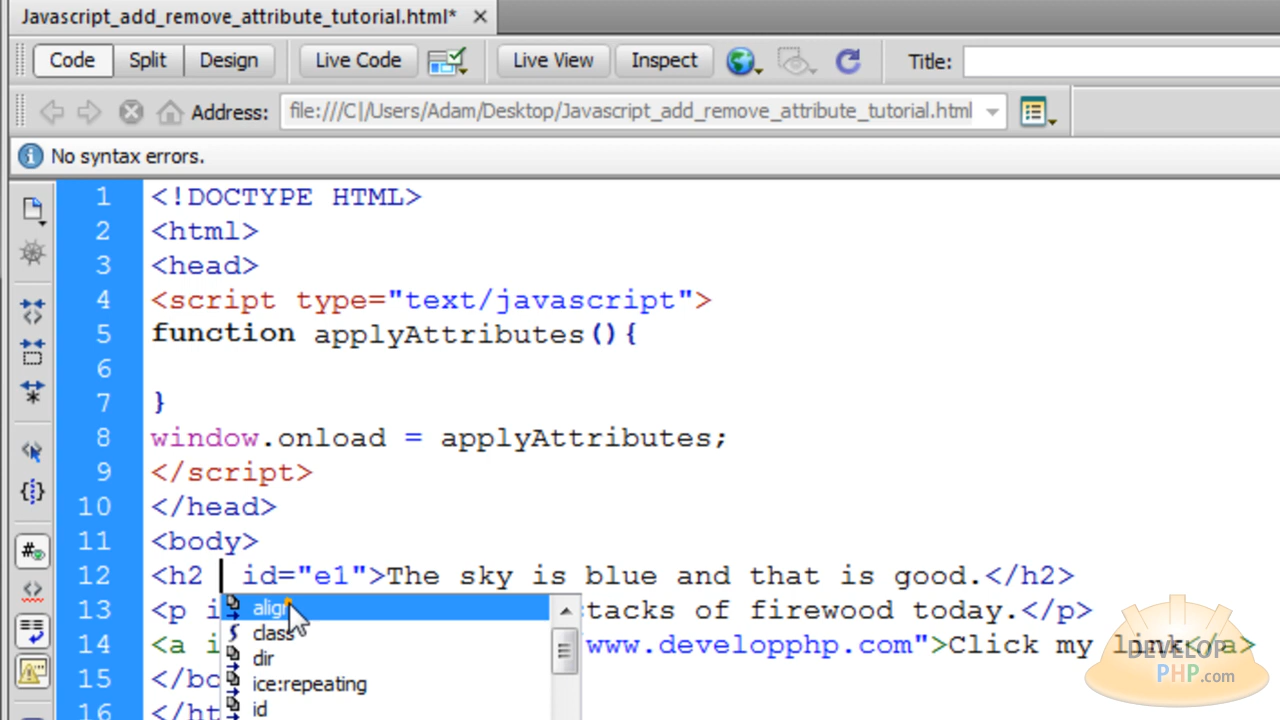 Javascript_add_remove_attribute_tutorial.html*
Code Split Design Live Code Live View Inspect Title:
Address: file:///C|/Users/Adam/Desktop/Javascript_add_remove_attribute_tutorial.html
No syntax errors.
1 <!DOCTYPE HTML>
2 <html>
3 <head>
4 <script type="text/javascript">
5 function applyAttributes(){
6
7 }
8 window.onload = applyAttributes;
9 </script>
10 </head>
11 <body>
12 <h2 id="e1">The sky is blue and that is good.</h2>
13 <p i tacks of firewood today.</p>
14 <a i www.developphp.com">Click my link</a>
15 </bo
16 </ht
align
class
dir
ice:repeating
id
DEVELOP
PHP.com